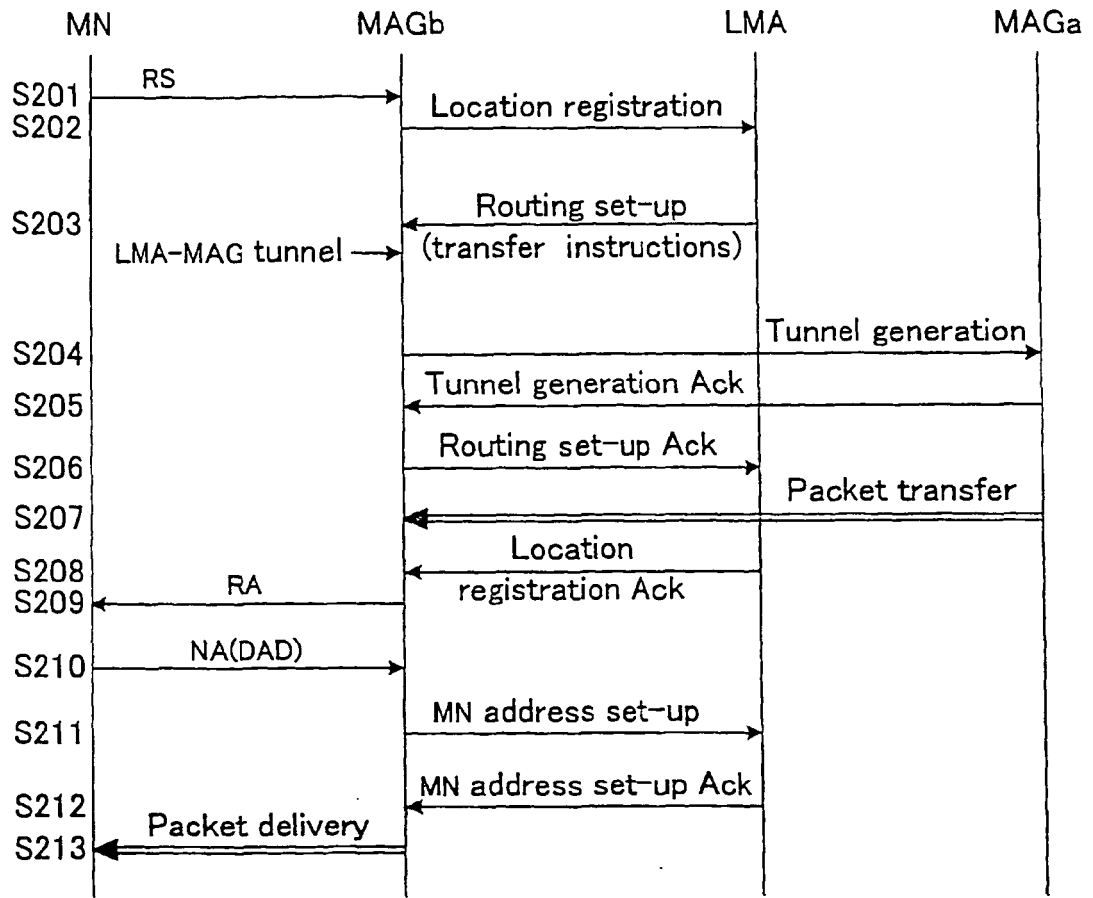 MN MAGb LMA MAGa
S201 RS
S202 Location registration
S203 Routing set-up
LMA-MAG tunnel (transfer instructions)
S204 Tunnel generation
S205 Tunnel generation Ack
S206 Routing set-up Ack
S207 Packet transfer
S208 Location
registration Ack
S209 RA
S210 NA(DAD)
S211 MN address set-up
S212 MN address set-up Ack
S213 Packet delivery